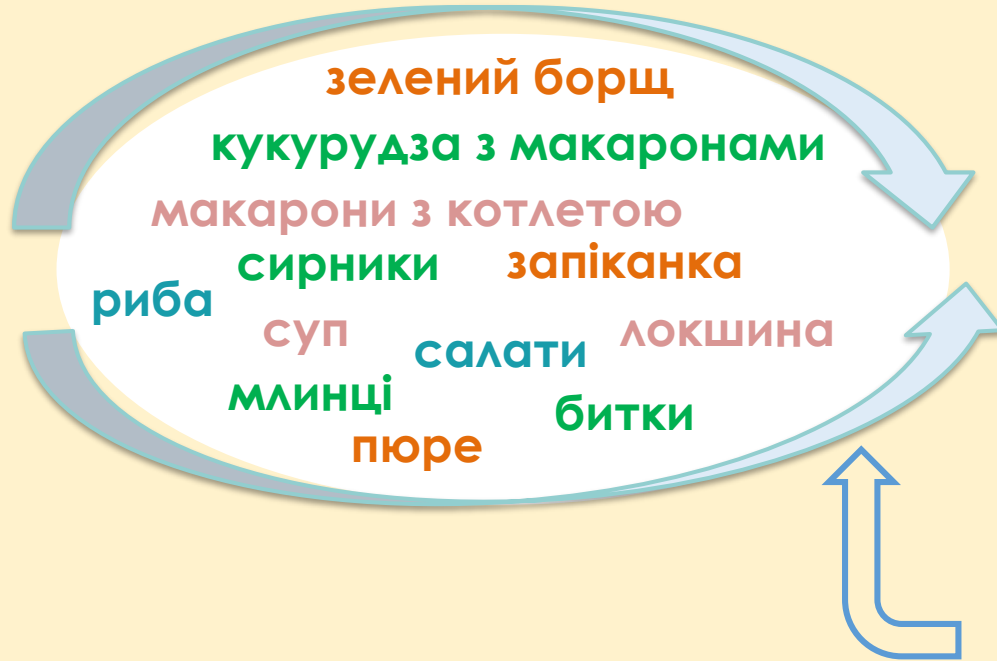 зелений борщ
кукурудза з макаронами
макарони з котлетою
сирники запіканка
риба
суп салати локшина
млинці битки
пюре